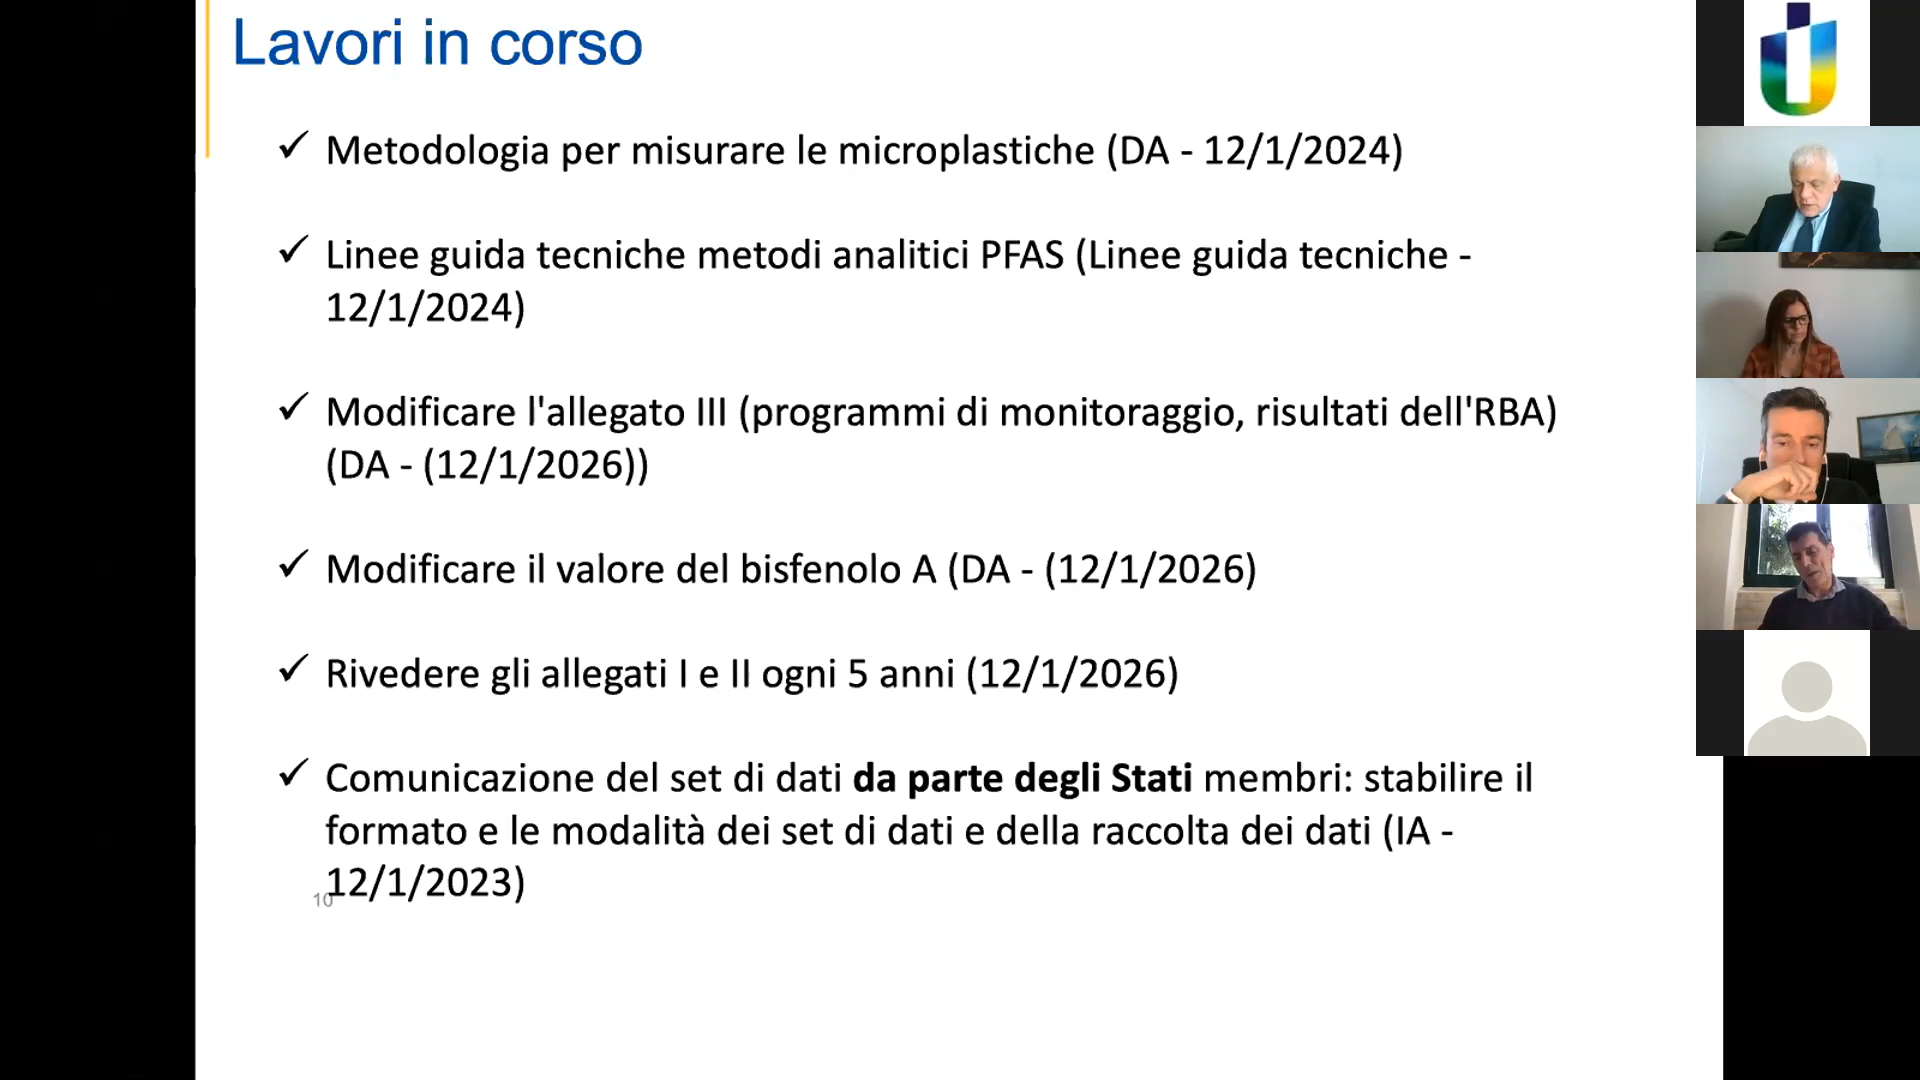 Lavori in corso
✓ Metodologia per misurare le microplastiche (DA - 12/1/2024)
✓ Linee guida tecniche metodi analitici PFAS (Linee guida tecniche -
12/1/2024)
✓ Modificare l'allegato III (programmi di monitoraggio, risultati dell'RBA)
(DA - (12/1/2026))
✓ Modificare il valore del bisfenolo A (DA - (12/1/2026)
✓ Rivedere gli allegati I e II ogni 5 anni (12/1/2026)
✓ Comunicazione del set di dati da parte degli Stati membri: stabilire il
formato e le modalità dei set di dati e della raccolta dei dati (IA -
12/1/2023)
10